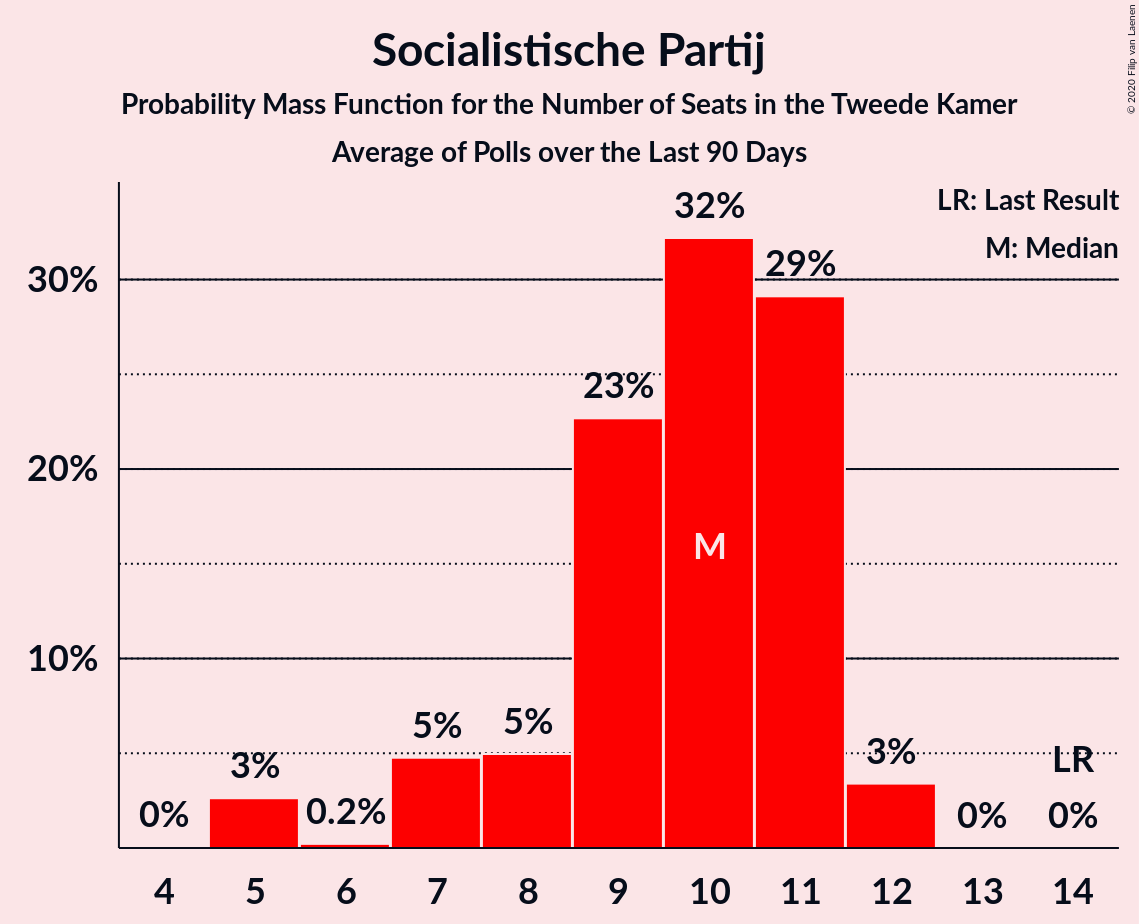 Socialistische Partij
Probability Mass Function for the Number of Seats in the Tweede Kamer
Average of Polls over the Last 90 Days
© 2020 Filip van Laenen
LR: Last Result
M: Median
30%
20%
10%
0%
3%
0.2%
5%
5%
23%
32%
29%
3%
0%
0%
M
LR
4 5 6 7 8 9 10 11 12 13 14